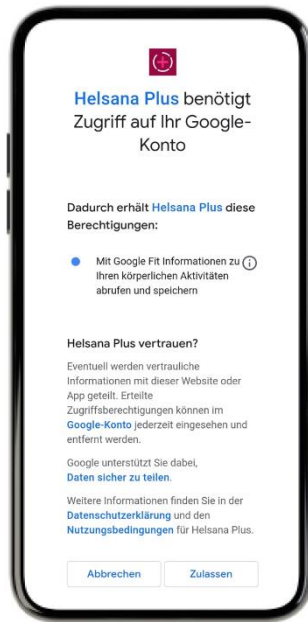 Helsana Plus benötigt
Zugriff auf Ihr Google-
Konto
Dadurch erhält Helsana Plus diese
Berechtigungen:
Mit Google Fit Informationen zu
Ihren körperlichen Aktivitäten
abrufen und speichern
Helsana Plus vertrauen?
Eventuell werden vertrauliche
Informationen mit dieser Website oder
App geteilt. Erteilte
Zugriffsberechtigungen können im
Google-Konto jederzeit eingesehen und
entfernt werden.
Google unterstützt Sie dabei,
Daten sicher zu teilen.
Weitere Informationen finden Sie in der
Datenschutzerklärung und den
Nutzungsbedingungen für Helsana Plus.
Abbrechen Zulassen